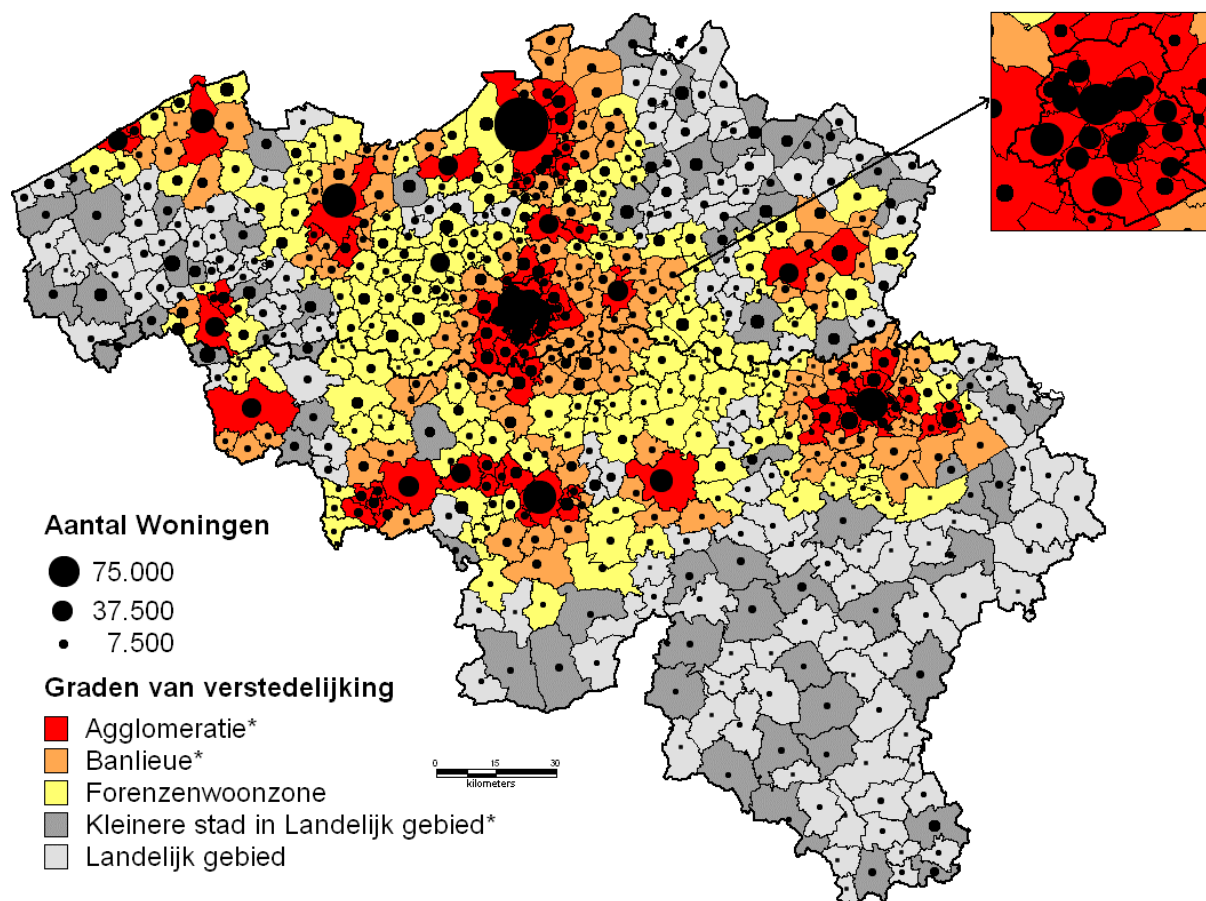 Aantal Woningen
75.000
37.500
7.500
Graden van verstedelijking
Agglomeratie*
Banlieue*
Forenzenwoonzone
Kleinere stad in Landelijk gebied*
Landelijk gebied
0 15 30
kilometers